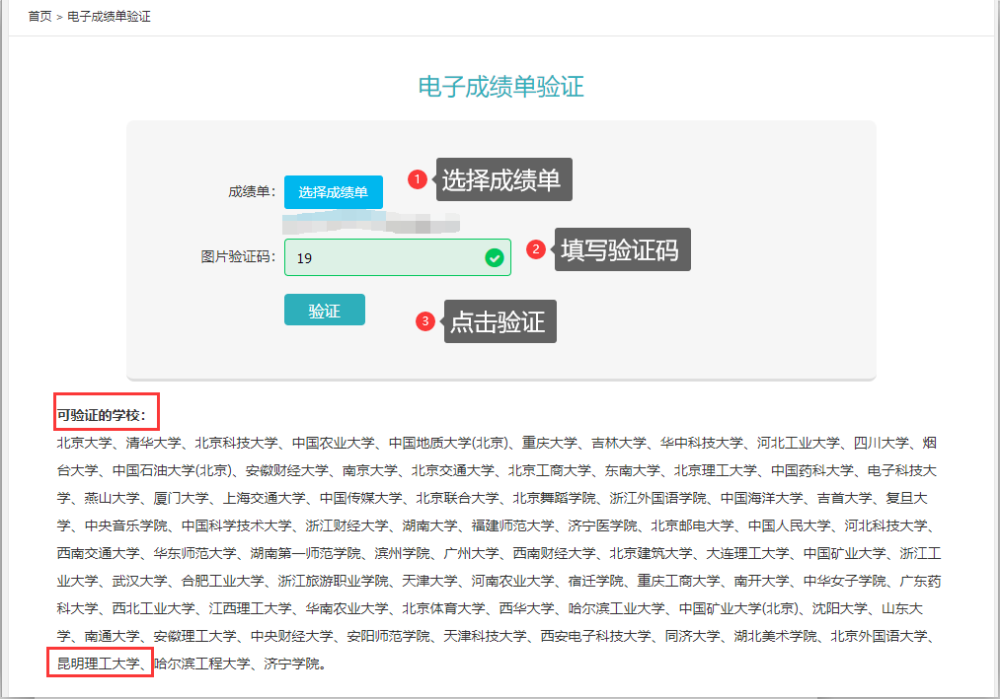 首页 > 电子成绩单验证
电子成绩单验证
成绩单: 选择成绩单 1 选择成绩单
图片验证码: 19 2 填写验证码
验证 3 点击验证
可验证的学校：
北京大学、清华大学、北京科技大学、中国农业大学、中国地质大学(北京)、重庆大学、吉林大学、华中科技大学、河北工业大学、四川大学、烟
台大学、中国石油大学(北京)、安徽财经大学、南京大学、北京交通大学、北京工商大学、东南大学、北京理工大学、中国药科大学、电子科技大
学、燕山大学、厦门大学、上海交通大学、中国传媒大学、北京联合大学、北京舞蹈学院、浙江外国语学院、中国海洋大学、吉首大学、复旦大
学、中央音乐学院、中国科学技术大学、浙江财经大学、湖南大学、福建师范大学、济宁医学院、北京邮电大学、中国人民大学、河北科技大学、
西南交通大学、华东师范大学、湖南第一师范学院、滨州学院、广州大学、西南财经大学、北京建筑大学、大连理工大学、中国矿业大学、浙江工
业大学、武汉大学、合肥工业大学、浙江旅游职业学院、天津大学、河南农业大学、宿迁学院、重庆工商大学、南开大学、中华女子学院、广东药
科大学、西北工业大学、江西理工大学、华南农业大学、北京体育大学、西华大学、哈尔滨工业大学、中国矿业大学(北京)、沈阳大学、山东大
学、南通大学、安徽理工大学、中央财经大学、安阳师范学院、天津科技大学、西安电子科技大学、同济大学、湖北美术学院、北京外国语大学、
昆明理工大学、哈尔滨工程大学、济宁学院。